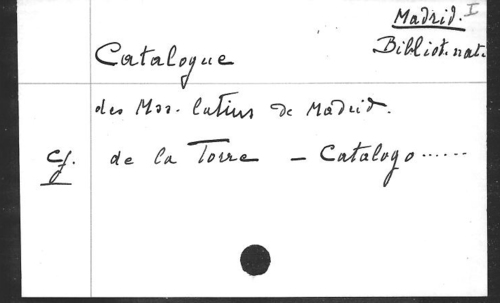 Madrid. I
Bibliot. nat.
Catalogue
des Mss. latins de Madrid.
cf. de la Torre – Catalogo ......